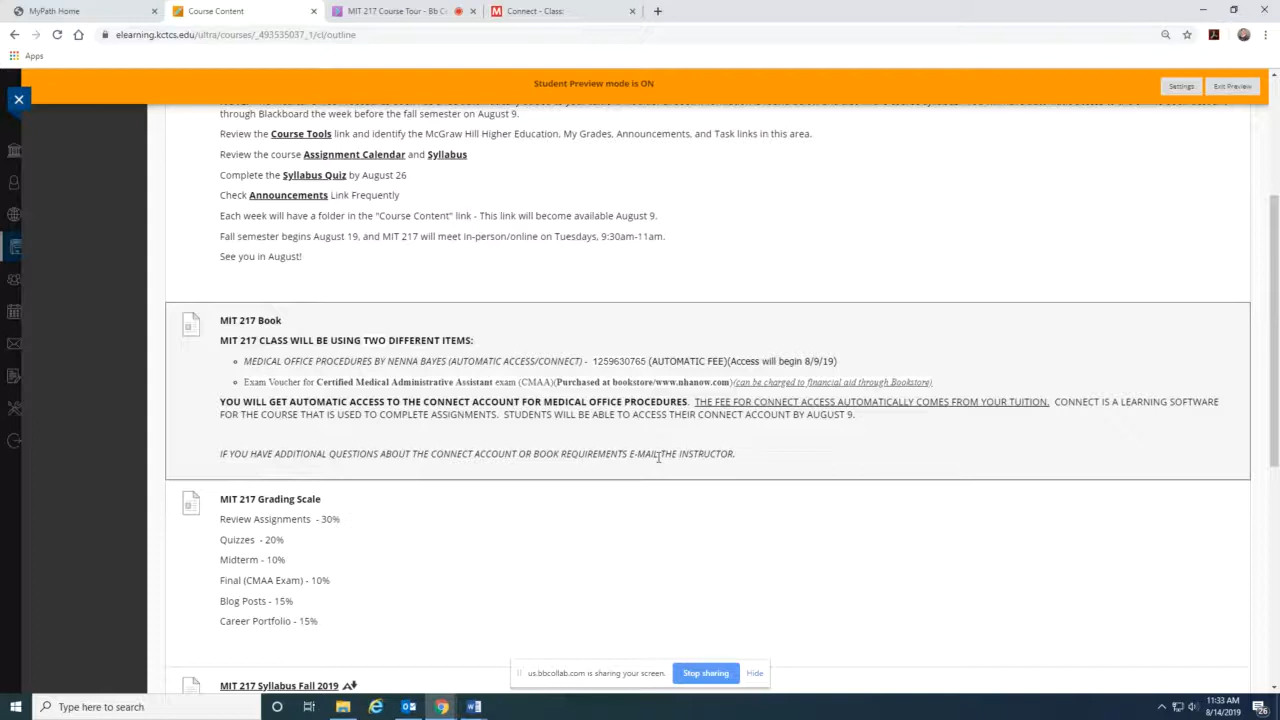 MyPath Home
Course Content
MIT 217 Course Tour - Bb C
Connect - Class:
elearning.kctcs.edu/ultra/courses/_493535037_1/cl/outline
Apps
Student Preview mode is ON
Settings
Exit Preview
through Blackboard the week before the fall semester on August 9.
Review the Course Tools link and identify the McGraw Hill Higher Education, My Grades, Announcements, and Task links in this area.
Review the course Assignment Calendar and Syllabus
Complete the Syllabus Quiz by August 26
Check Announcements Link Frequently
Each week will have a folder in the "Course Content" link - This link will become available August 9.
Fall semester begins August 19, and MIT 217 will meet in-person/online on Tuesdays, 9:30am-11am.
See you in August!
MIT 217 Book
MIT 217 CLASS WILL BE USING TWO DIFFERENT ITEMS:
MEDICAL OFFICE PROCEDURES BY NENNA BAYES (AUTOMATIC ACCESS/CONNECT) - 1259630765 (AUTOMATIC FEE)(Access will begin 8/9/19)
Exam Voucher for Certified Medical Administrative Assistant exam (CMAA)(Purchased at bookstore/www.nhanow.com)(can be charged to financial aid through Bookstore)
YOU WILL GET AUTOMATIC ACCESS TO THE CONNECT ACCOUNT FOR MEDICAL OFFICE PROCEDURES. THE FEE FOR CONNECT ACCESS AUTOMATICALLY COMES FROM YOUR TUITION. CONNECT IS A LEARNING SOFTWARE
FOR THE COURSE THAT IS USED TO COMPLETE ASSIGNMENTS. STUDENTS WILL BE ABLE TO ACCESS THEIR CONNECT ACCOUNT BY AUGUST 9.
IF YOU HAVE ADDITIONAL QUESTIONS ABOUT THE CONNECT ACCOUNT OR BOOK REQUIREMENTS E-MAIL THE INSTRUCTOR.
MIT 217 Grading Scale
Review Assignments - 30%
Quizzes - 20%
Midterm - 10%
Final (CMAA Exam) - 10%
Blog Posts - 15%
Career Portfolio - 15%
us.bbcollab.com is sharing your screen.
Stop sharing
Hide
MIT 217 Syllabus Fall 2019
Type here to search
11:33 AM
8/14/2019
26